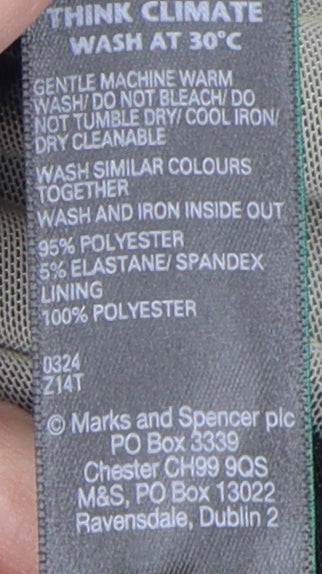 THINK CLIMATE
WASH AT 30°C
GENTLE MACHINE WARM
WASH/ DO NOT BLEACH/ DO
NOT TUMBLE DRY/ COOL IRON/
DRY CLEANABLE
WASH SIMILAR COLOURS
TOGETHER
WASH AND IRON INSIDE OUT
95% POLYESTER
5% ELASTANE/ SPANDEX
LINING
100% POLYESTER
0324
Z14T
© Marks and Spencer plc
PO Box 3339
Chester CH99 9QS
M&S, PO Box 13022
Ravensdale, Dublin 2